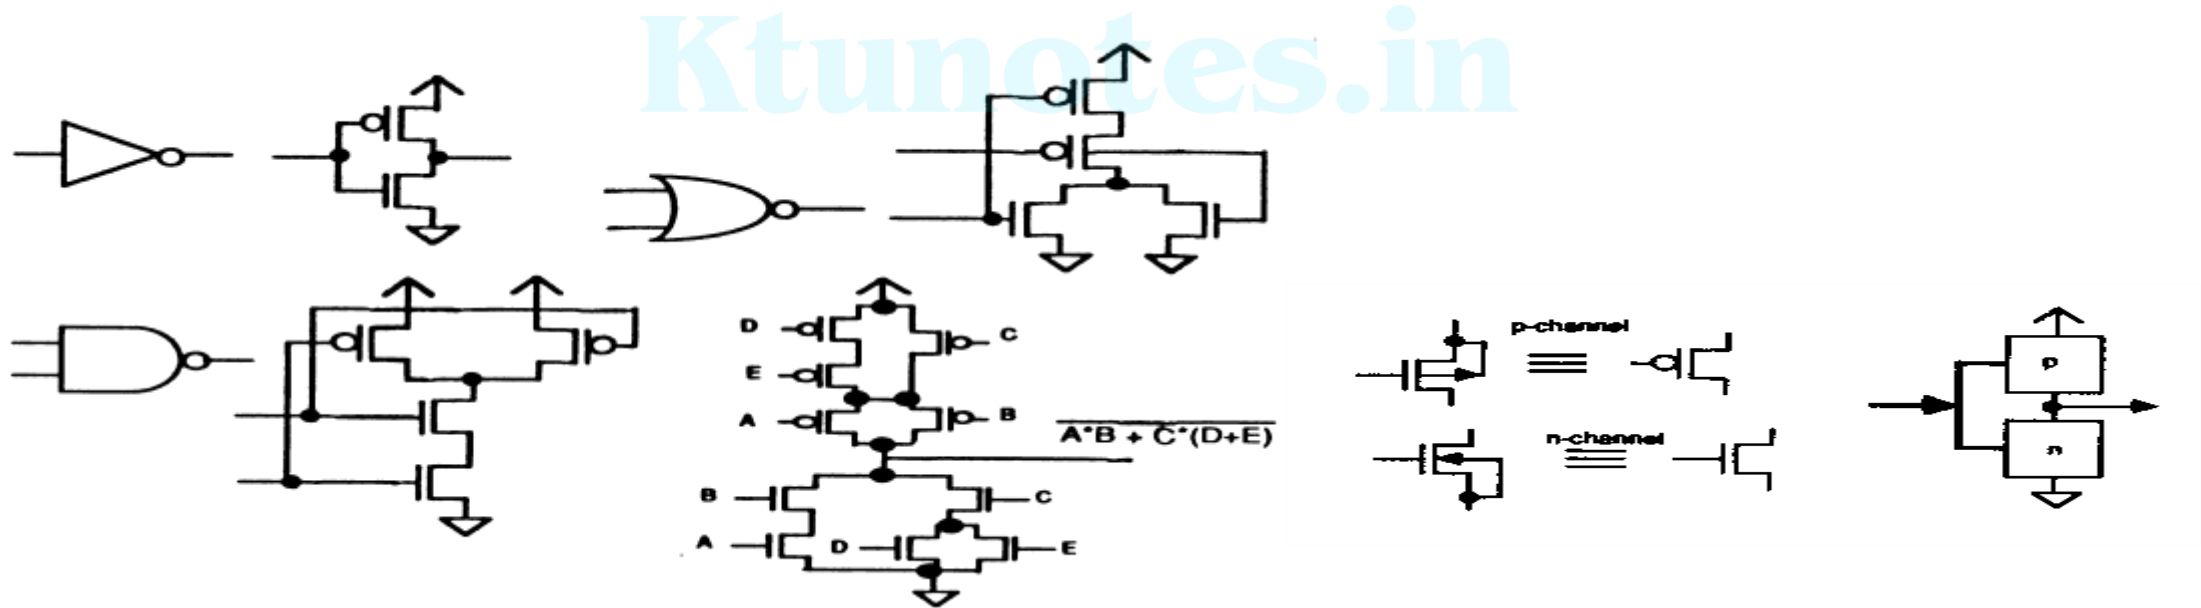 Ktunotes.in
D
C
E
A
B
A*B + C*(D+E)
B
C
A
D
E
p-channel
n-channel
p
n